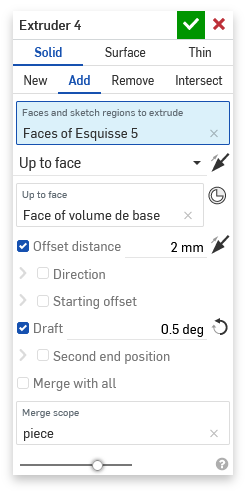 Extruder 4
Solid Surface Thin
New Add Remove Intersect
Faces and sketch regions to extrude
Faces of Esquisse 5
Up to face
Up to face
Face of volume de base
Offset distance 2 mm
Direction
Starting offset
Draft 0.5 deg
Second end position
Merge with all
Merge scope
piece